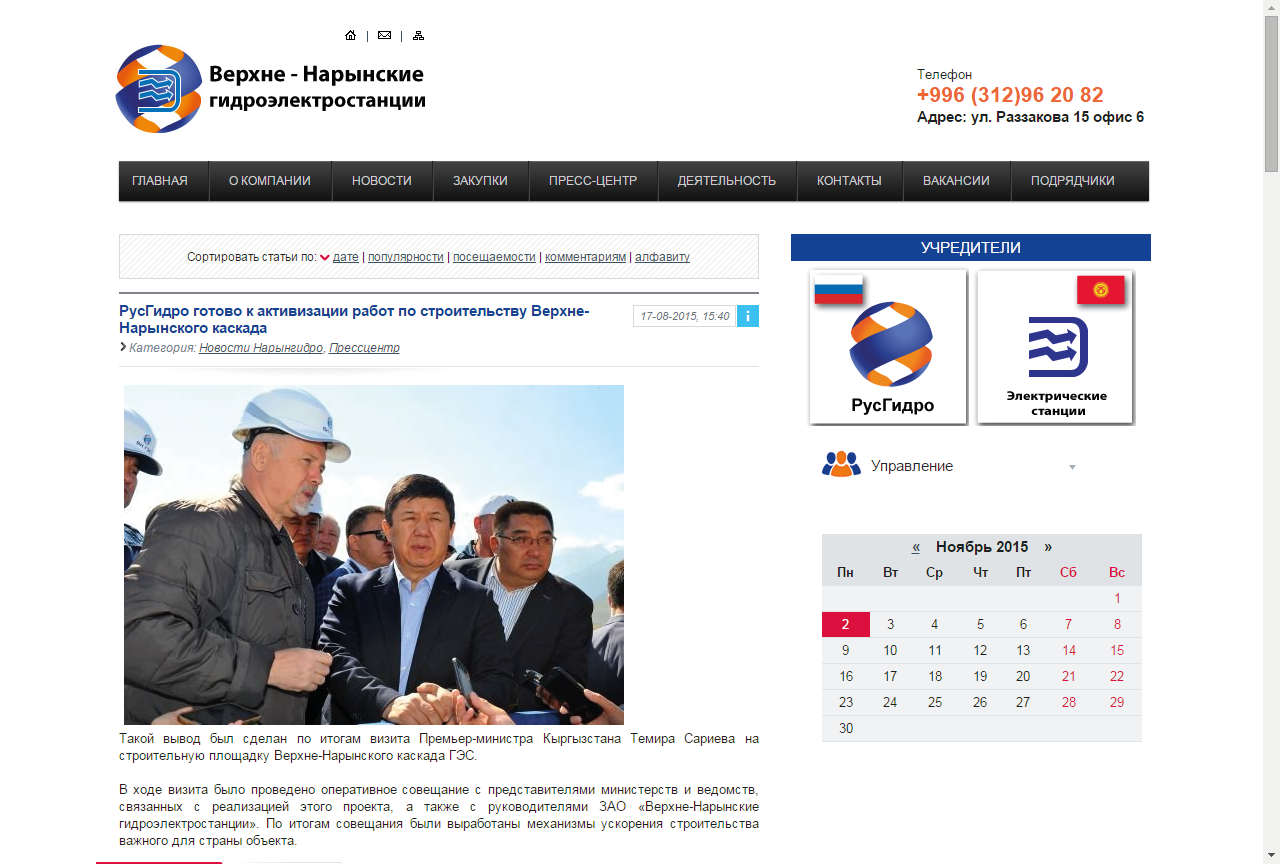 Верхне - Нарынские
гидроэлектростанции
Телефон
+996 (312)96 20 82
Адрес: ул. Раззакова 15 офис 6
ГЛАВНАЯ О КОМПАНИИ НОВОСТИ ЗАКУПКИ ПРЕСС-ЦЕНТР ДЕЯТЕЛЬНОСТЬ КОНТАКТЫ ВАКАНСИИ ПОДРЯДЧИКИ
Сортировать статьи по: дате | популярности | посещаемости | комментариям | алфавиту
РусГидро готово к активизации работ по строительству Верхне-
Нарынского каскада
17-08-2015, 15:40
Категория: Новости Нарынгидро, Прессцентр
Такой вывод был сделан по итогам визита Премьер-министра Кыргызстана Темира Сариева на
строительную площадку Верхне-Нарынского каскада ГЭС.
В ходе визита было проведено оперативное совещание с представителями министерств и ведомств,
связанных с реализацией этого проекта, а также с руководителями ЗАО «Верхне-Нарынские
гидроэлектростанции». По итогам совещания были выработаны механизмы ускорения строительства
важного для страны объекта.
УЧРЕДИТЕЛИ
РусГидро
Электрические
станции
Управление
« Ноябрь 2015 »
Пн Вт Ср Чт Пт Сб Вс
1
2 3 4 5 6 7 8
9 10 11 12 13 14 15
16 17 18 19 20 21 22
23 24 25 26 27 28 29
30